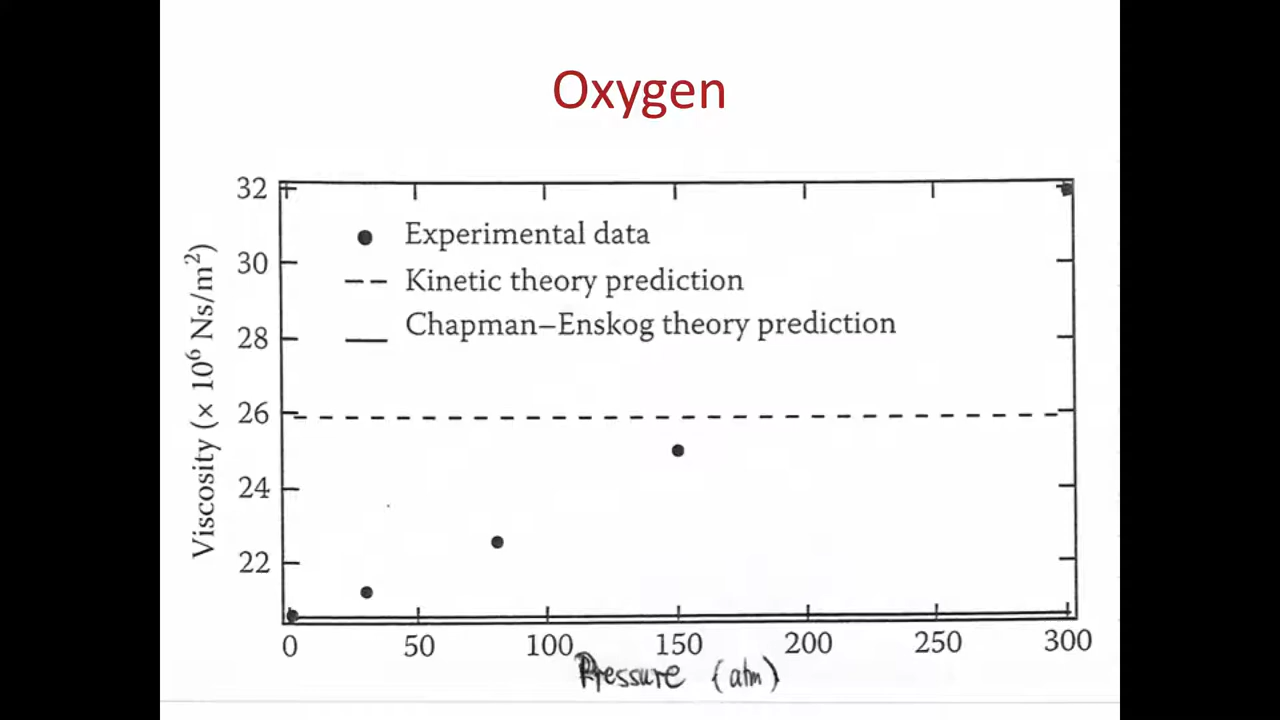 Oxygen
32
30
28
26
24
22
Viscosity (× 10⁶ Ns/m²)
Experimental data
Kinetic theory prediction
Chapman–Enskog theory prediction
0 50 100 150 200 250 300
Pressure (atm)